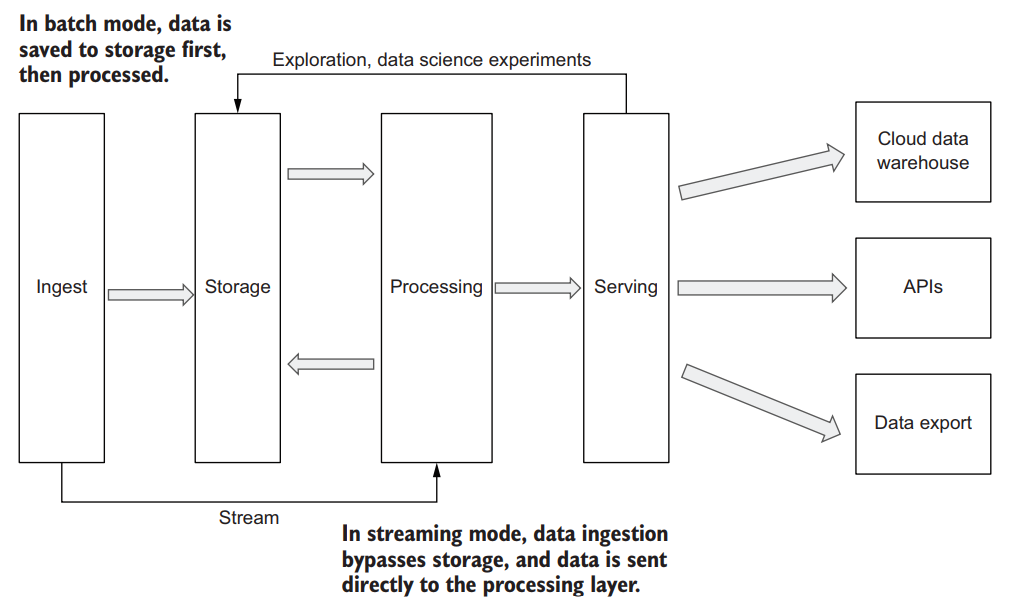 In batch mode, data is
saved to storage first,
then processed.
Exploration, data science experiments
Ingest
Storage
Processing
Serving
Cloud data
warehouse
APIs
Data export
Stream
In streaming mode, data ingestion
bypasses storage, and data is sent
directly to the processing layer.